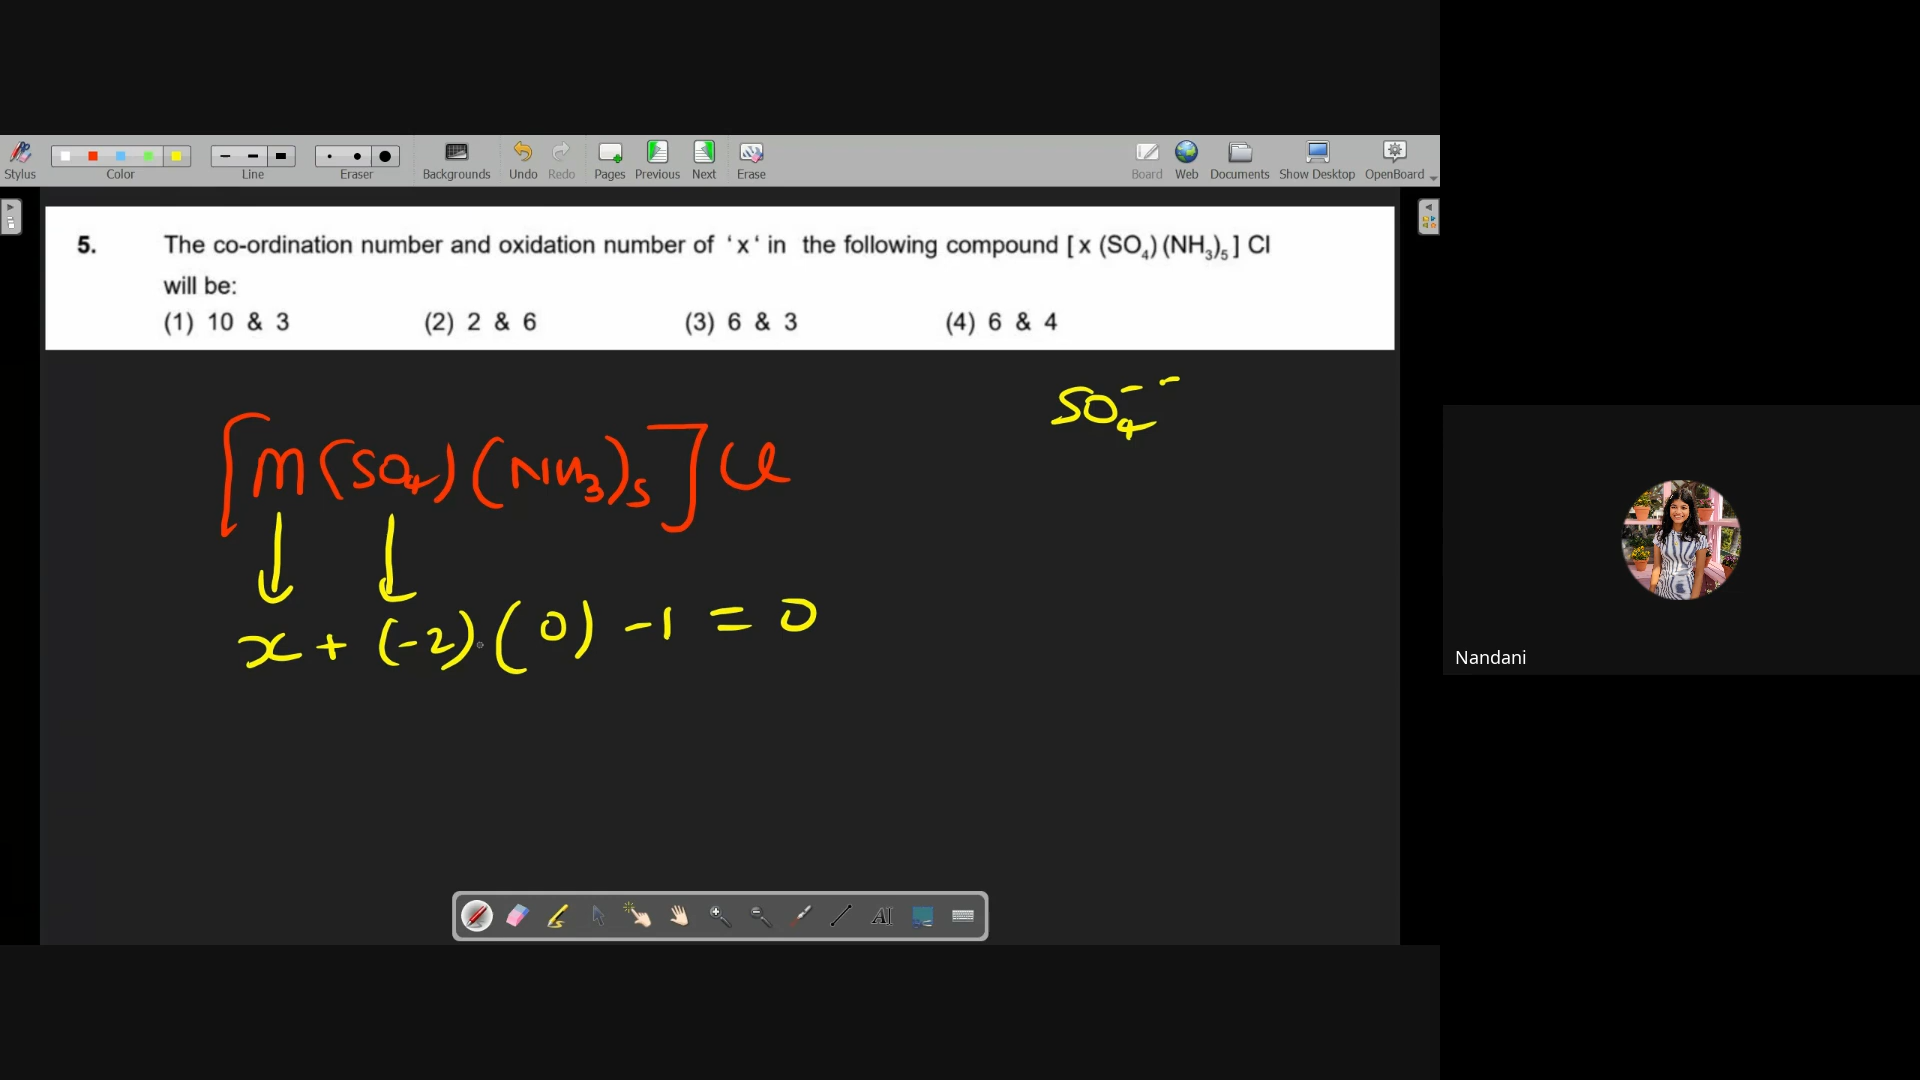 Stylus Color Line Eraser Backgrounds Undo Redo Pages Previous Next Erase Board Web Documents Show Desktop OpenBoard
5. The co-ordination number and oxidation number of ‘x‘ in the following compound [ x (SO₄) (NH₃)₅ ] Cl
will be:
(1) 10 & 3 (2) 2 & 6 (3) 6 & 3 (4) 6 & 4
SO₄⁻⁻
[M(SO₄)(NH₃)₅]Cl
x + (-2)(0) -1 = 0
Nandani
AI